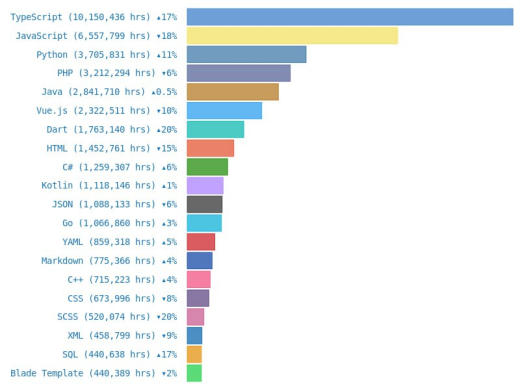 TypeScript (10,150,436 hrs) ▴17%
JavaScript (6,557,799 hrs) ▾18%
Python (3,705,831 hrs) ▴11%
PHP (3,212,294 hrs) ▾6%
Java (2,841,710 hrs) ▴0.5%
Vue.js (2,322,511 hrs) ▾10%
Dart (1,763,140 hrs) ▴20%
HTML (1,452,761 hrs) ▾15%
C# (1,259,307 hrs) ▴6%
Kotlin (1,118,146 hrs) ▴1%
JSON (1,088,133 hrs) ▾6%
Go (1,066,860 hrs) ▴3%
YAML (859,318 hrs) ▴5%
Markdown (775,366 hrs) ▴4%
C++ (715,223 hrs) ▴4%
CSS (673,996 hrs) ▾8%
SCSS (520,074 hrs) ▾20%
XML (458,799 hrs) ▾9%
SQL (440,638 hrs) ▴17%
Blade Template (440,389 hrs) ▾2%